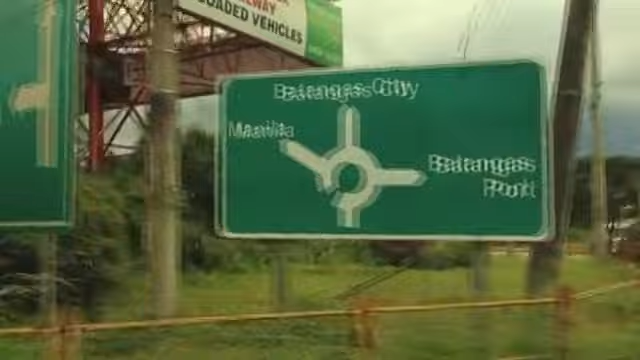 LOADED VEHICLES
Batangas City
Manila
Batangas
Port